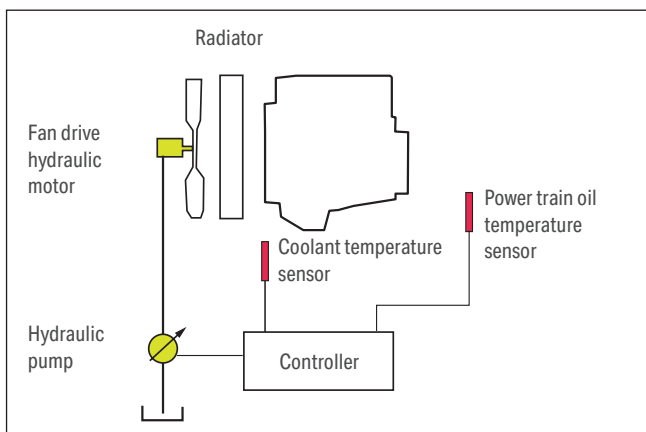 Radiator
Fan drive
hydraulic
motor
Power train oil
temperature
sensor
Coolant temperature
sensor
Hydraulic
pump
Controller